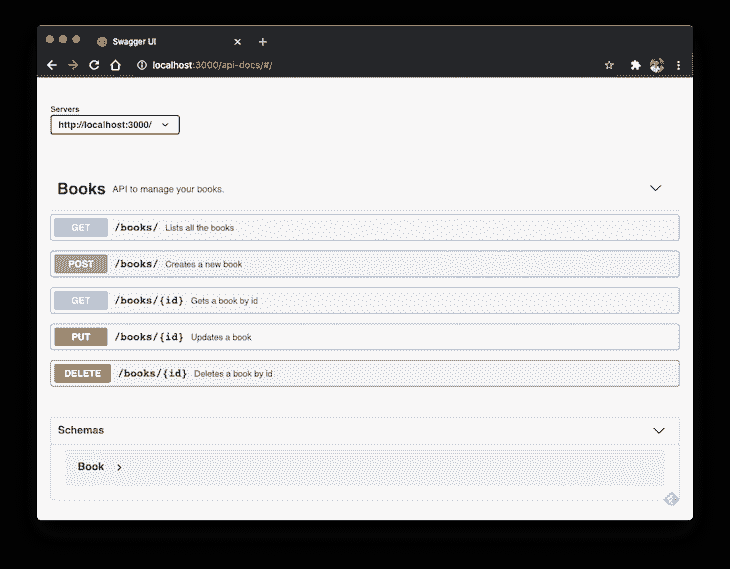 Swagger UI
localhost:3000/api-docs/#/
Servers
http://localhost:3000/
Books API to manage your books.
GET /books/ Lists all the books
POST /books/ Creates a new book
GET /books/{id} Gets a book by id
PUT /books/{id} Updates a book
DELETE /books/{id} Deletes a book by id
Schemas
Book